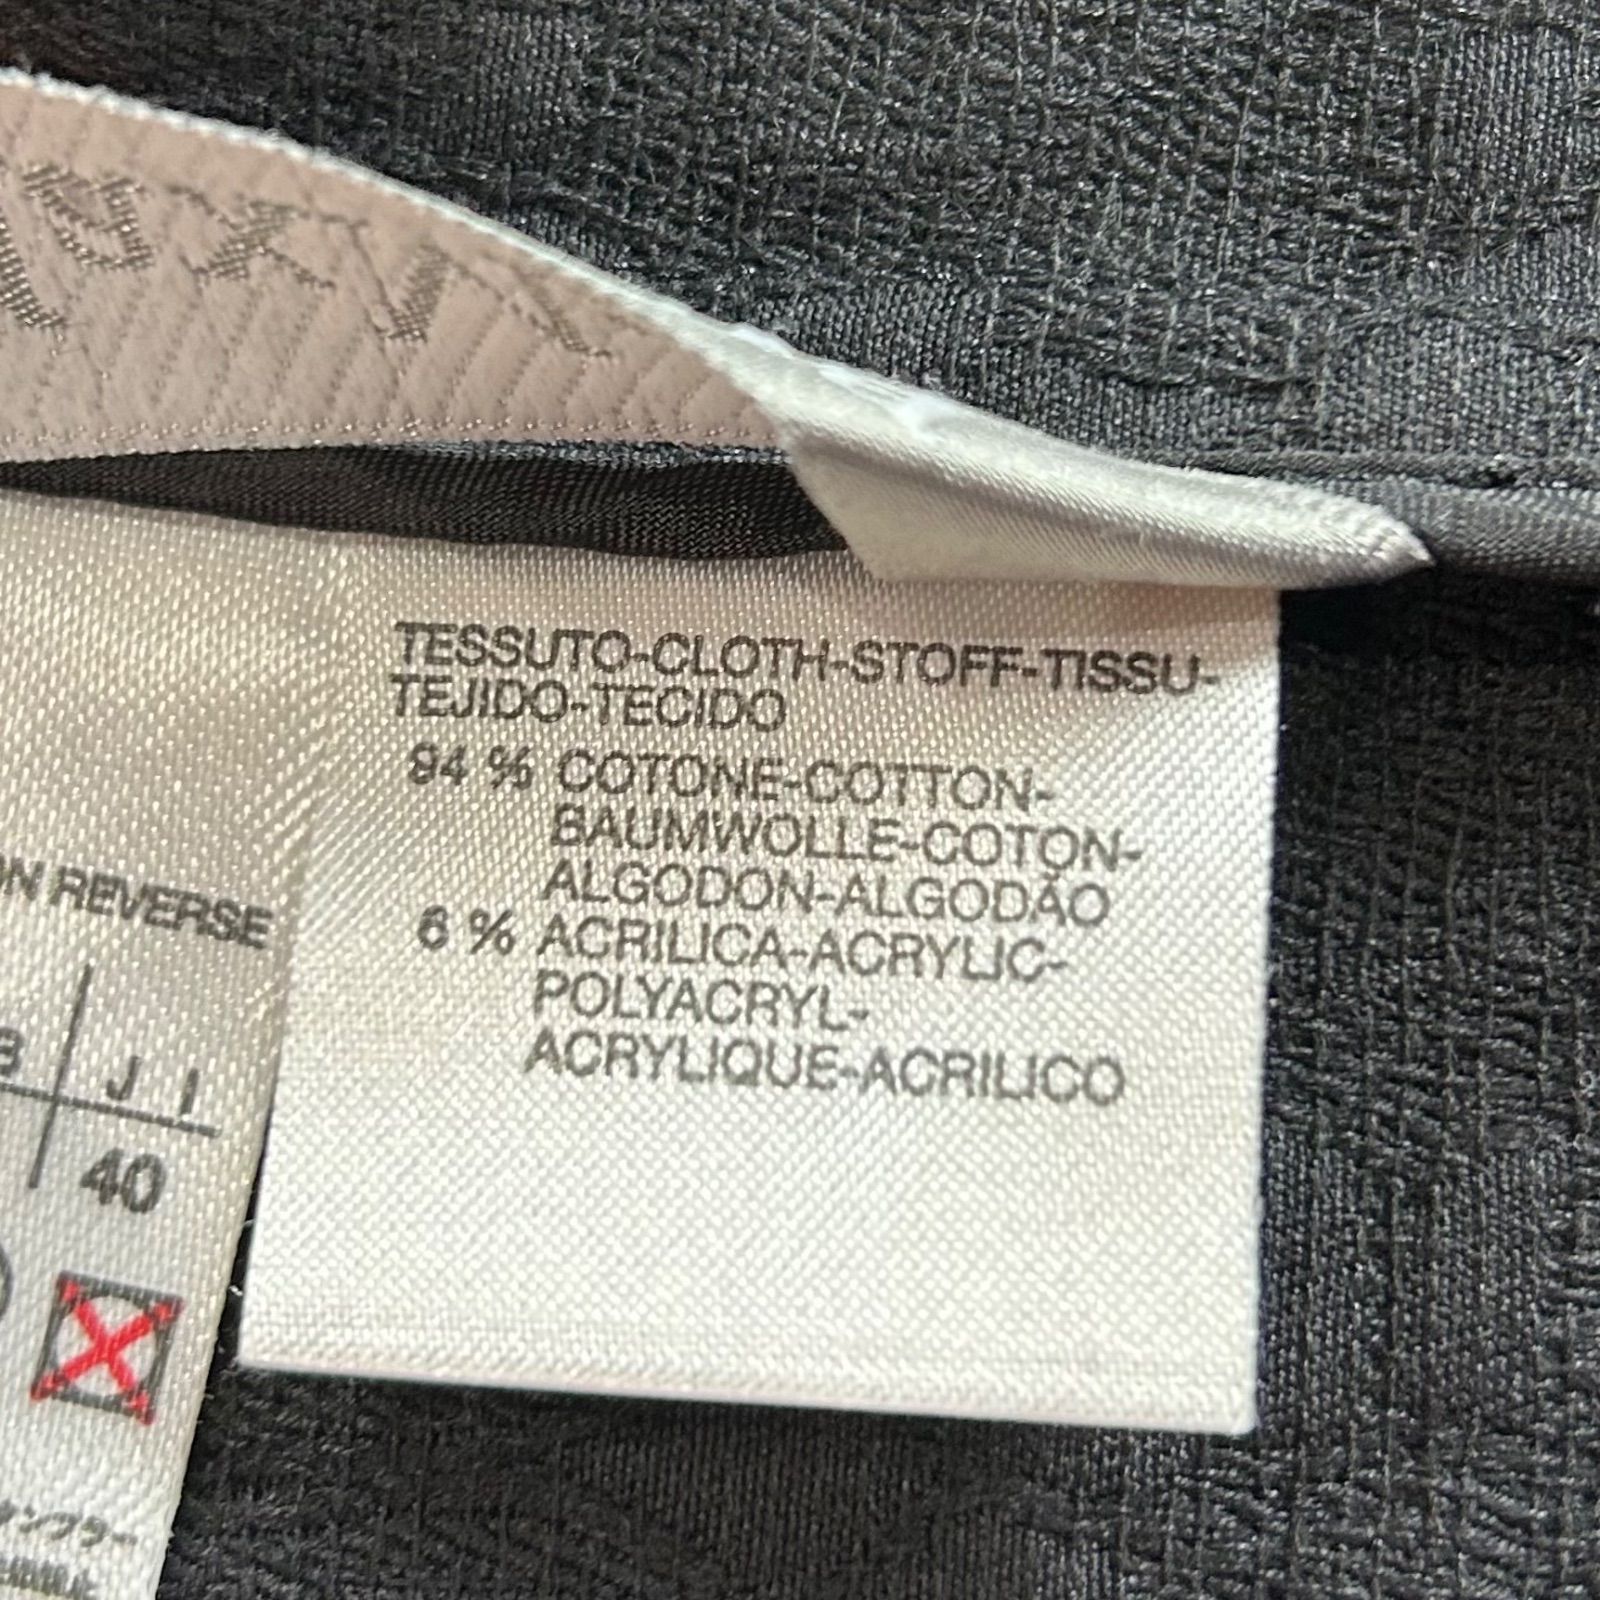 TESSUTO-CLOTH-STOFF-TISSU-
TEJIDO-TECIDO
94 % COTONE-COTTON-
BAUMWOLLE-COTON-
ALGODON-ALGODÃO
6 % ACRILICA-ACRYLIC-
POLYACRYL-
ACRYLIQUE-ACRILICO
REVERSE
J I
40